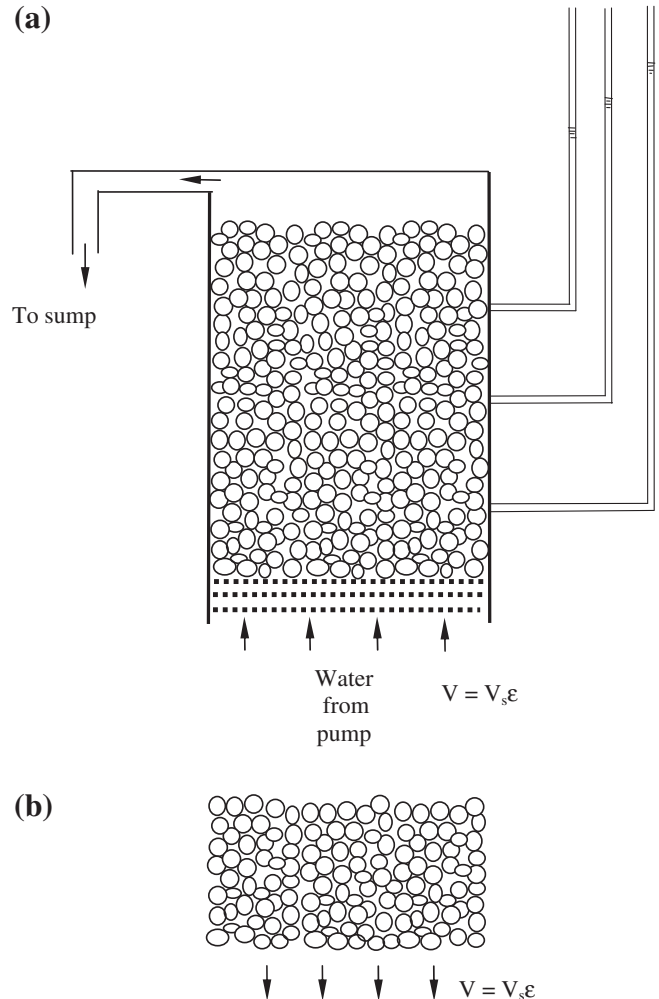 (a)
To sump
Water
from
pump
V = Vₛε
(b)
V = Vₛε